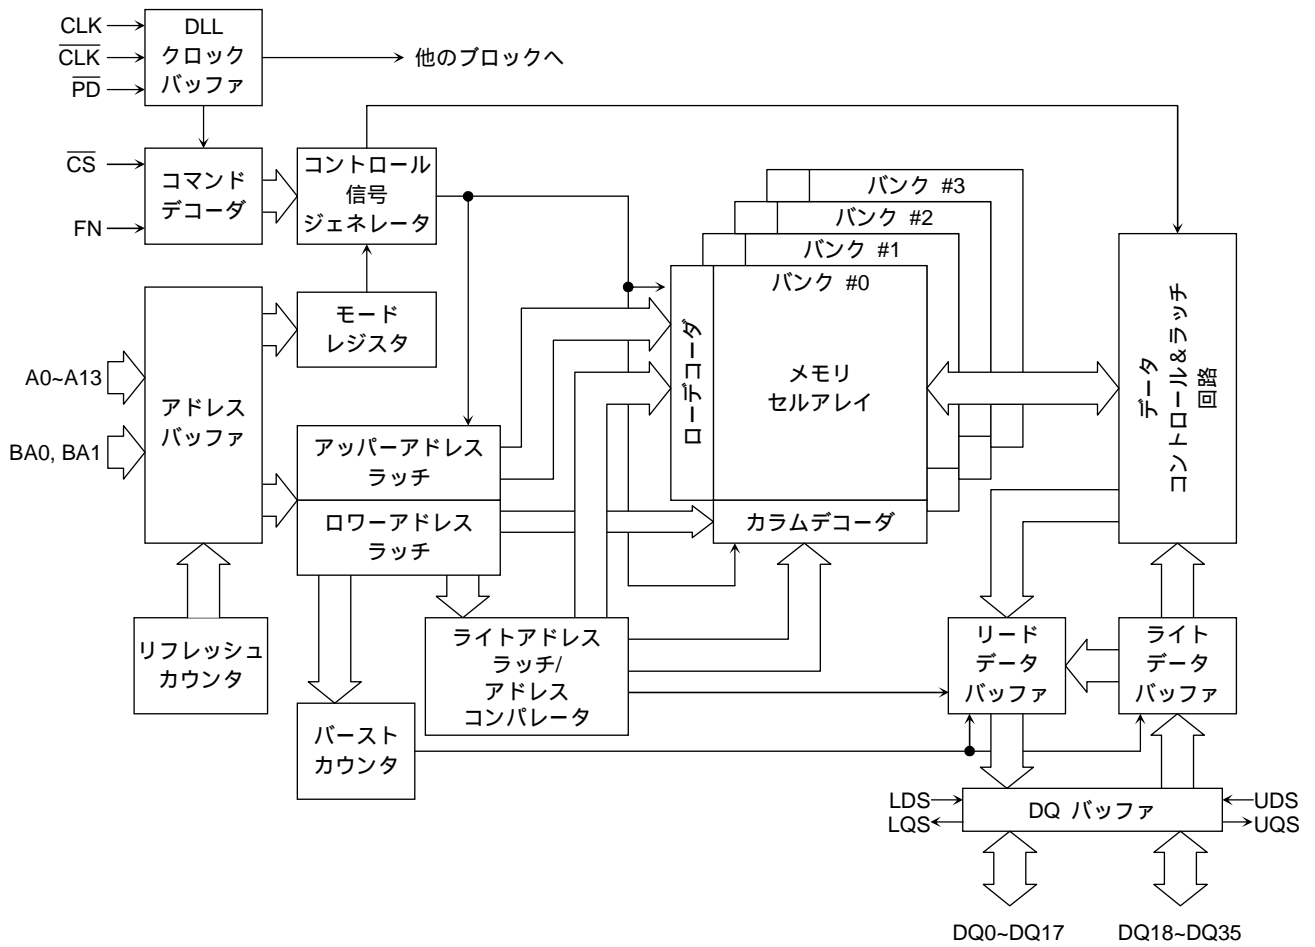 CLK
CLK
PD
DLL
クロック
バッファ
他のブロックへ
CS
FN
コマンド
デコーダ
コントロール
信号
ジェネレータ
モード
レジスタ
A0~A13
BA0, BA1
アドレス
バッファ
アッパーアドレス
ラッチ
ロワーアドレス
ラッチ
リフレッシュ
カウンタ
バースト
カウンタ
ライトアドレス
ラッチ/
アドレス
コンパレータ
バンク #3
バンク #2
バンク #1
バンク #0
ローデコーダ
メモリ
セルアレイ
カラムデコーダ
データ
コントロール&ラッチ
回路
リード
データ
バッファ
ライト
データ
バッファ
LDS
LQS
DQ バッファ
UDS
UQS
DQ0~DQ17
DQ18~DQ35